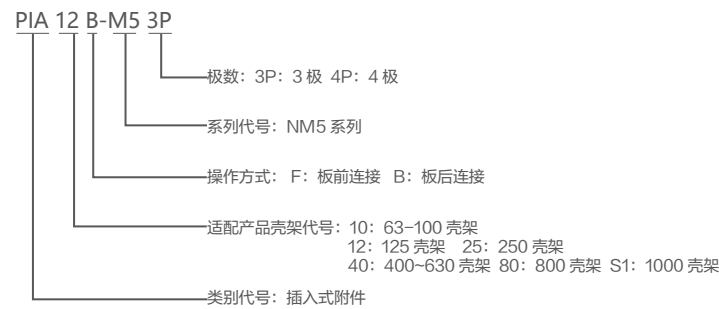 PIA 12 B-M5 3P
极数：3P：3 极 4P：4 极
系列代号：NM5 系列
操作方式： F：板前连接 B：板后连接
适配产品壳架代号：10：63-100 壳架
12：125 壳架 25：250 壳架
40：400~630 壳架 80：800 壳架 S1：1000 壳架
类别代号：插入式附件